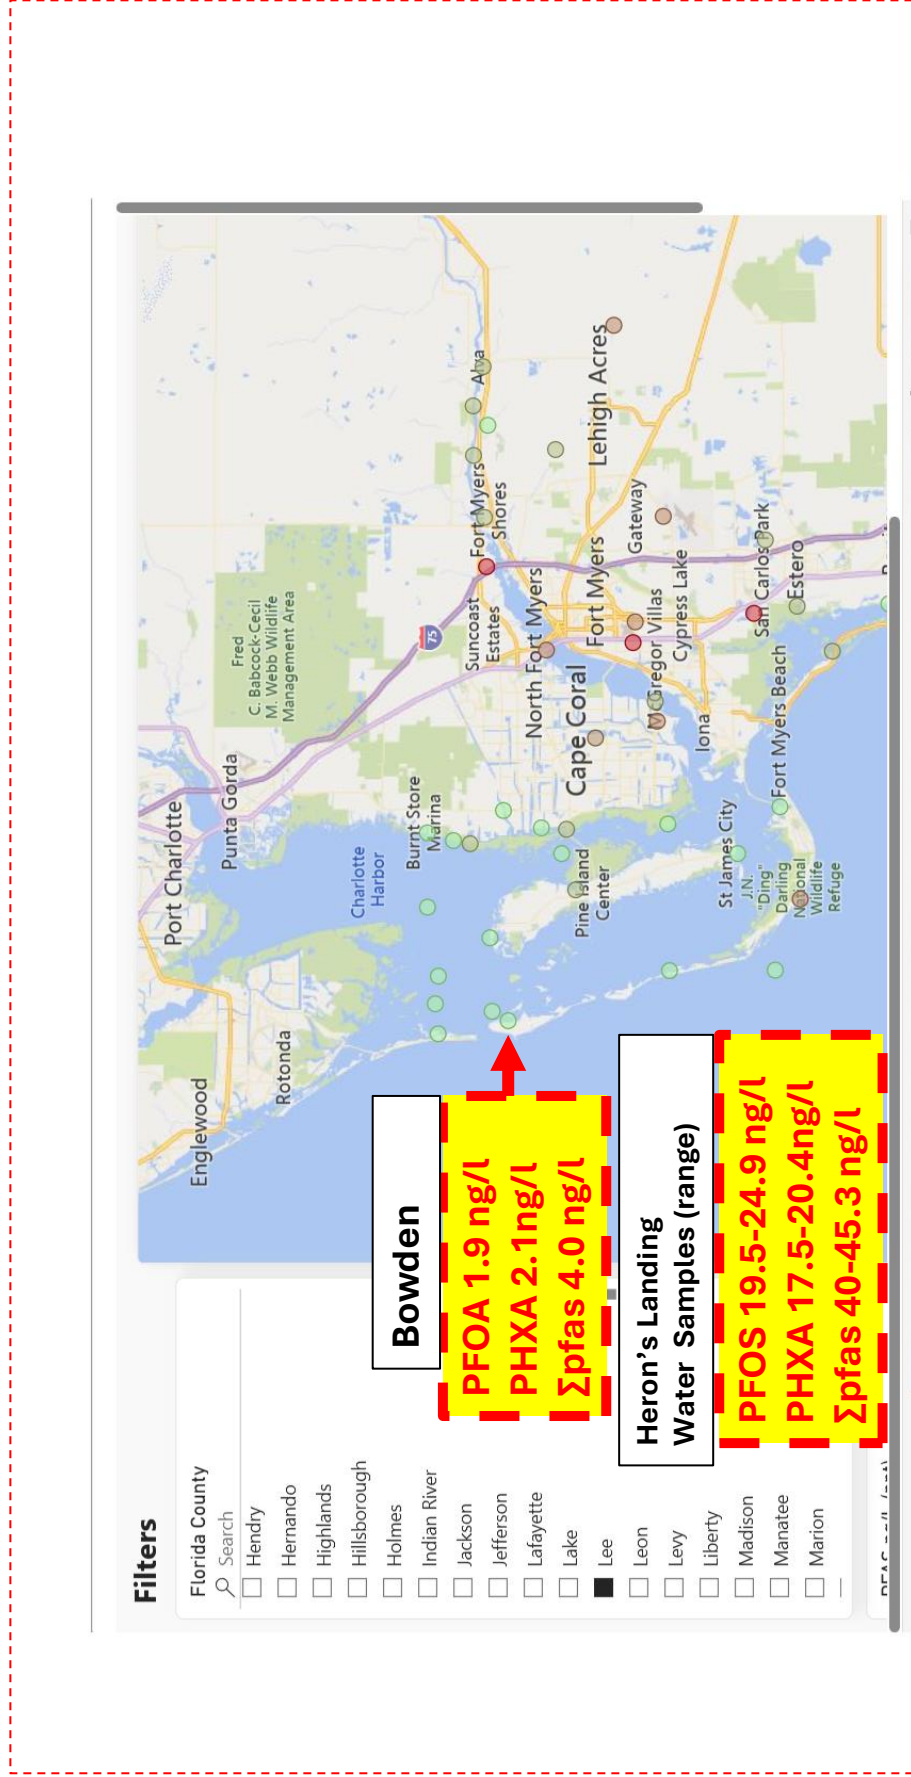 Filters
Florida County
Search
Hendry
Hernando
Highlands
Hillsborough
Holmes
Indian River
Jackson
Jefferson
Lafayette
Lake
Lee
Leon
Levy
Liberty
Madison
Manatee
Marion
Bowden
PFOA 1.9 ng/l
PHXA 2.1ng/l
Σpfas 4.0 ng/l
Heron's Landing
Water Samples (range)
PFOS 19.5-24.9 ng/l
PHXA 17.5-20.4ng/l
Σpfas 40-45.3 ng/l
Englewood
Rotonda
Port Charlotte
Punta Gorda
Charlotte
Harbor
Fred
C. Babcock-Cecil
M. Webb Wildlife
Management Area
75
Burnt Store
Marina
Suncoast
Estates
Fort Myers
Shores
Alva
North Fort Myers
Cape Coral
Fort Myers
Lehigh Acres
Pine Island
Center
Gateway
McGregor Villas
Cypress Lake
Iona
St James City
J.N.
"Ding"
Darling
National
Wildlife
Refuge
Fort Myers Beach
San Carlos Park
Estero